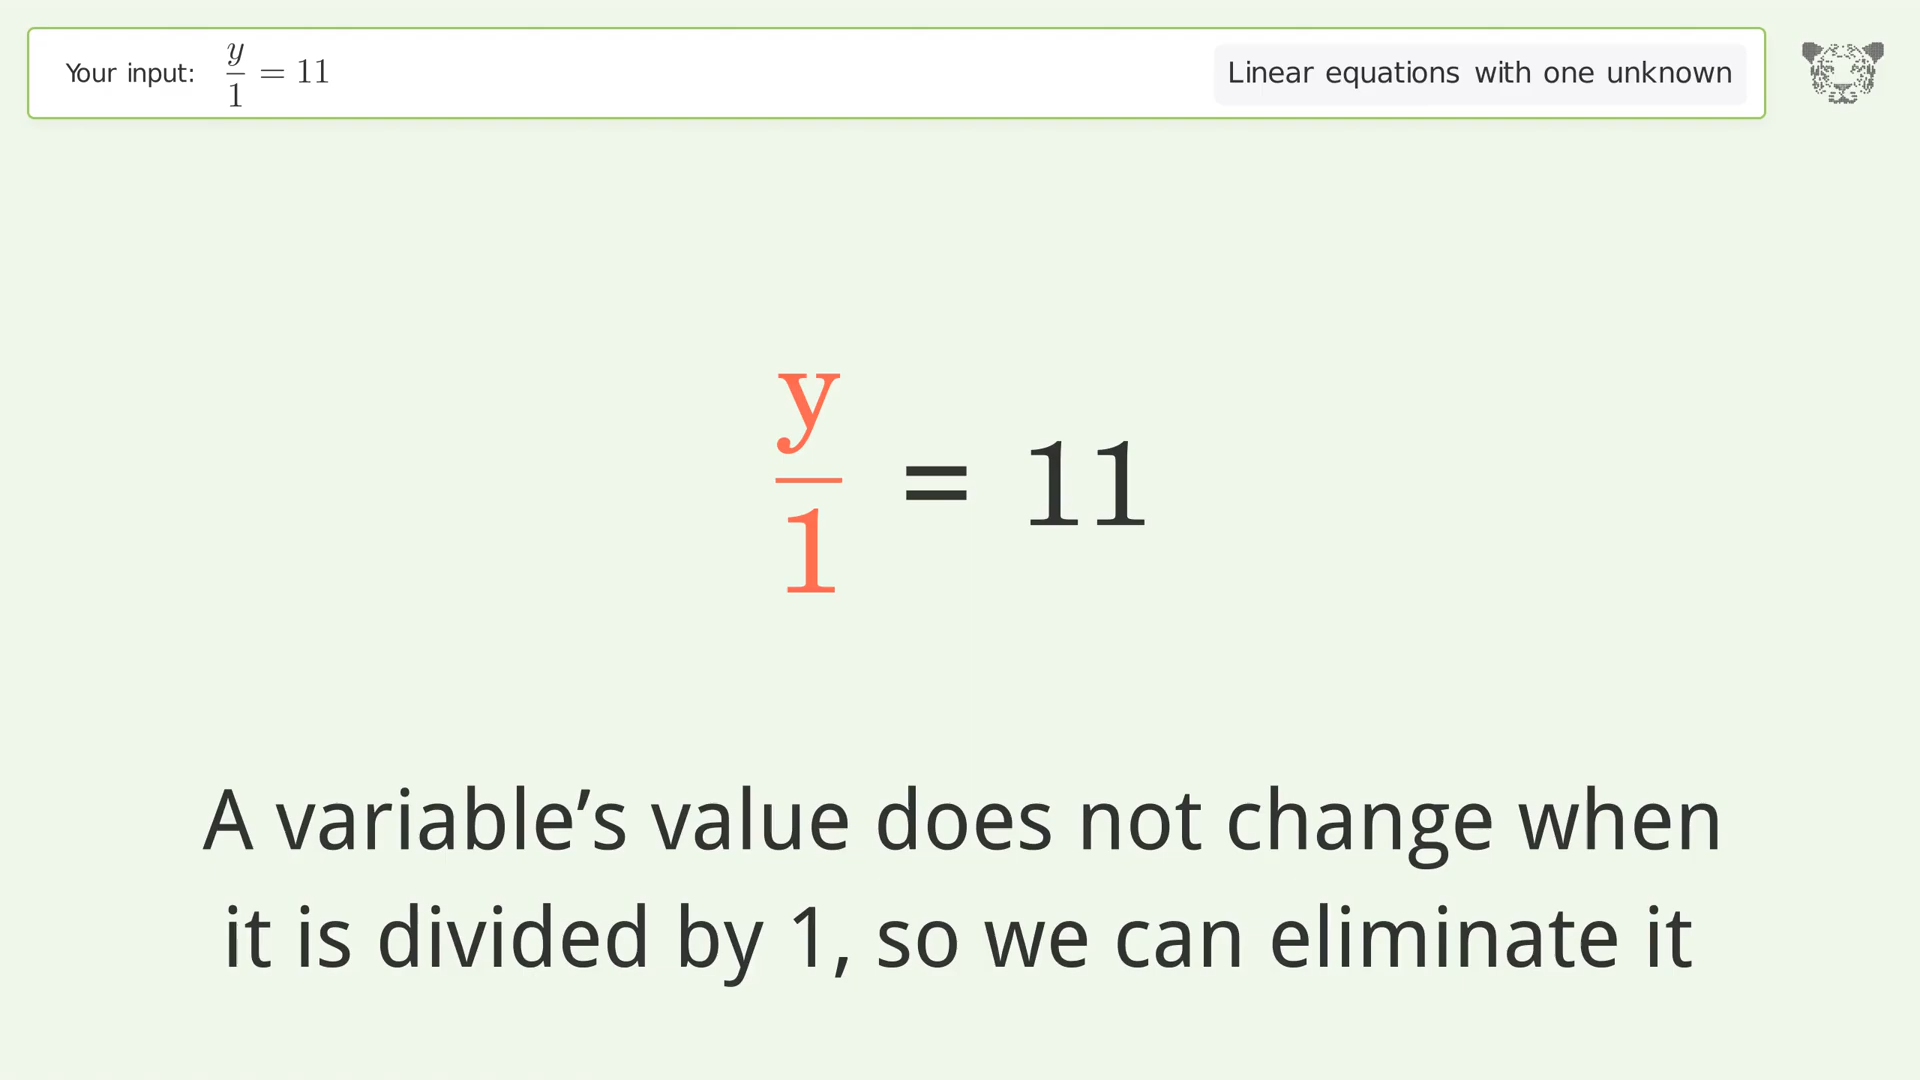 Your input: y/1 = 11
Linear equations with one unknown
y/1 = 11
A variable’s value does not change when
it is divided by 1, so we can eliminate it